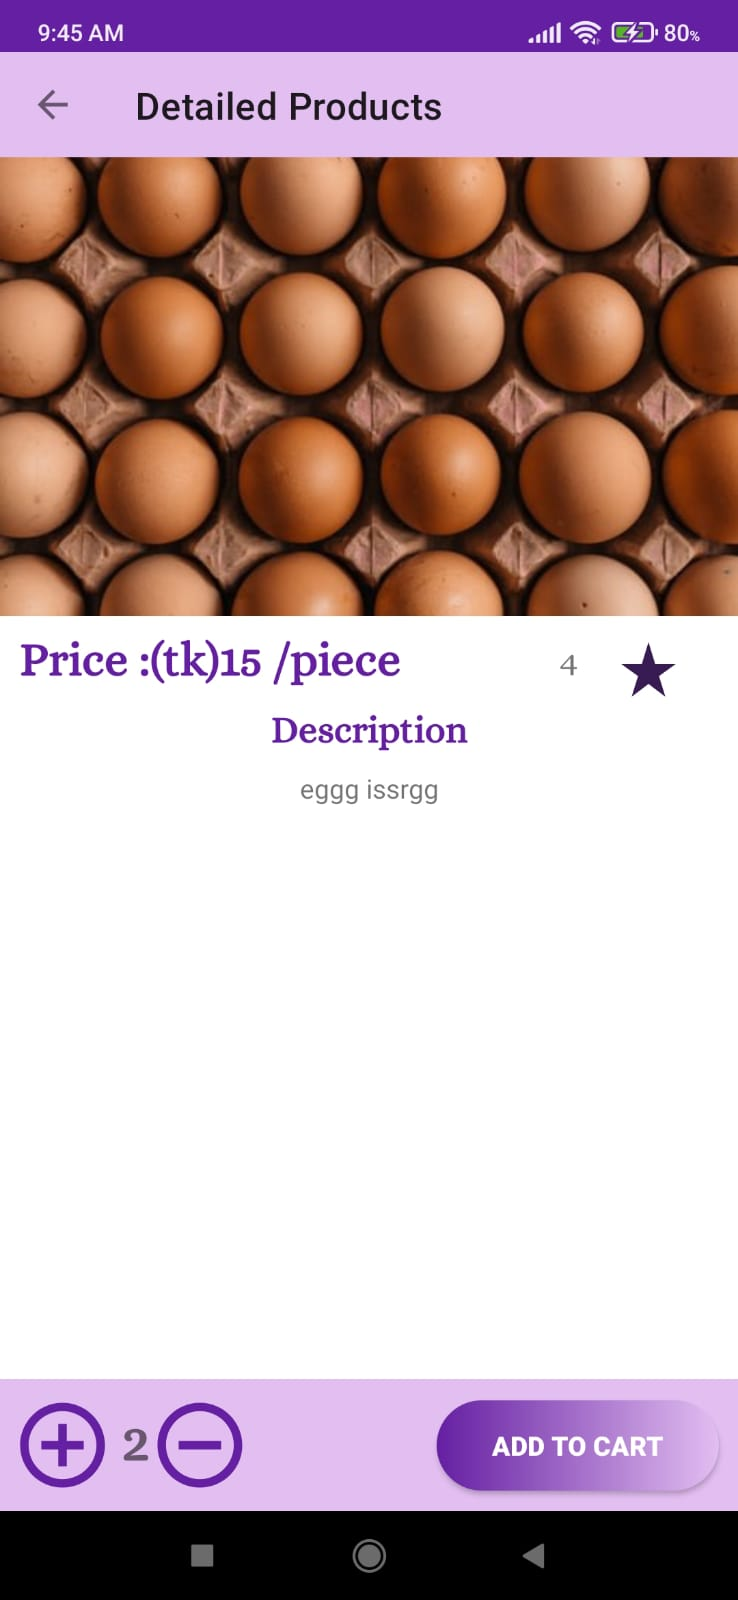 9:45 AM 80%
Detailed Products
Price :(tk)15 /piece 4
Description
eggg issrgg
2 ADD TO CART